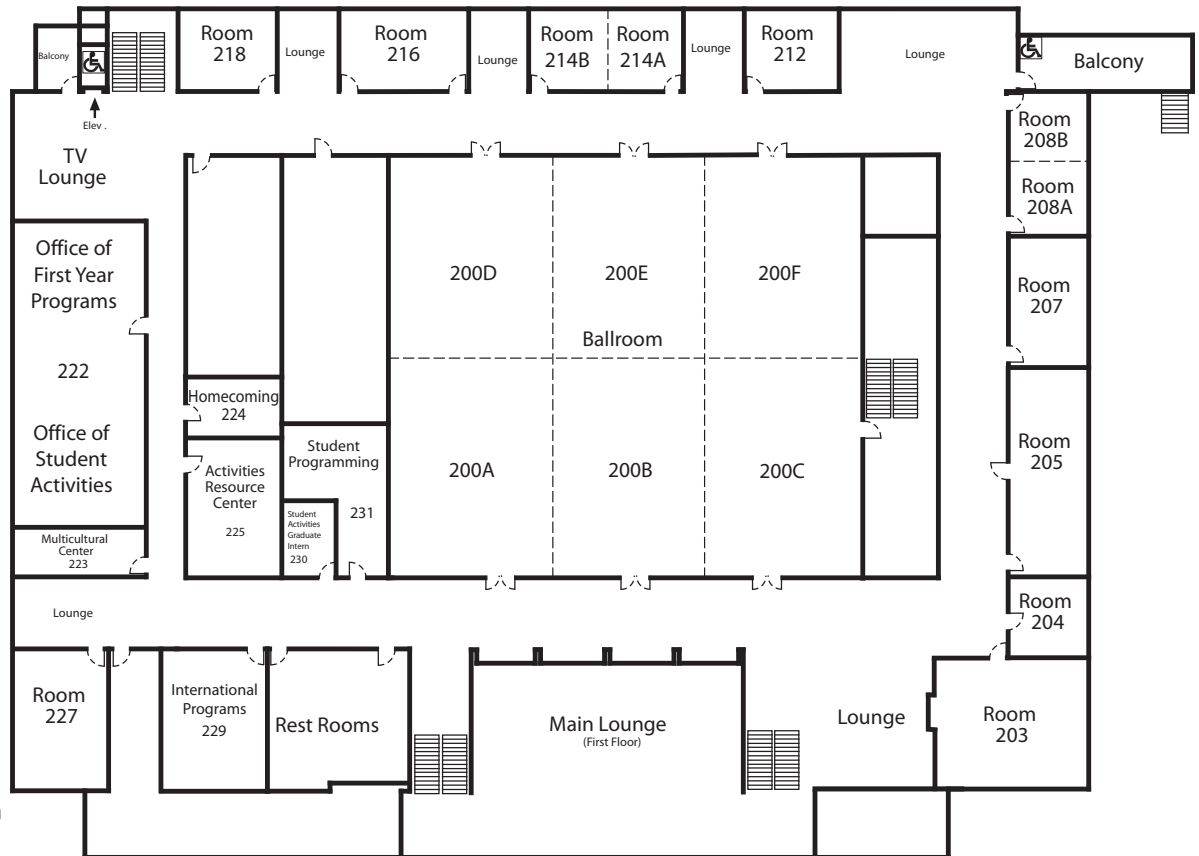 Room
218
Lounge
Room
216
Lounge
Room
214B
Room
214A
Lounge
Room
212
Lounge
Balcony
Balcony
Elev .
TV
Lounge
Room
208B
Room
208A
Office of
First Year
Programs
222
Office of
Student
Activities
200D
200E
200F
Ballroom
200A
200B
200C
Room
207
Homecoming
224
Student
Programming
231
Activities
Resource
Center
225
Student
Activities
Graduate
Intern
230
Room
205
Multicultural
Center
223
Lounge
Room
204
Room
227
International
Programs
229
Rest Rooms
Main Lounge
(First Floor)
Lounge
Room
203